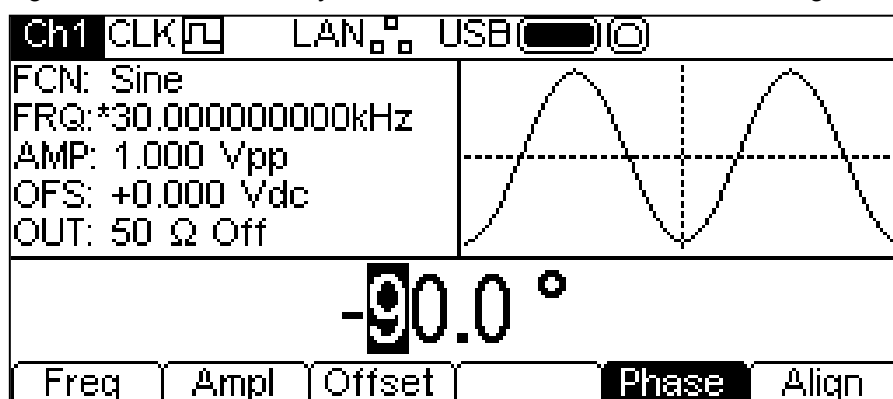 Ch1 CLK LAN USB
FCN: Sine
FRQ:*30.000000000kHz
AMP: 1.000 Vpp
OFS: +0.000 Vdc
OUT: 50 Ω Off
-90.0 °
Freq Ampl Offset Phase Align